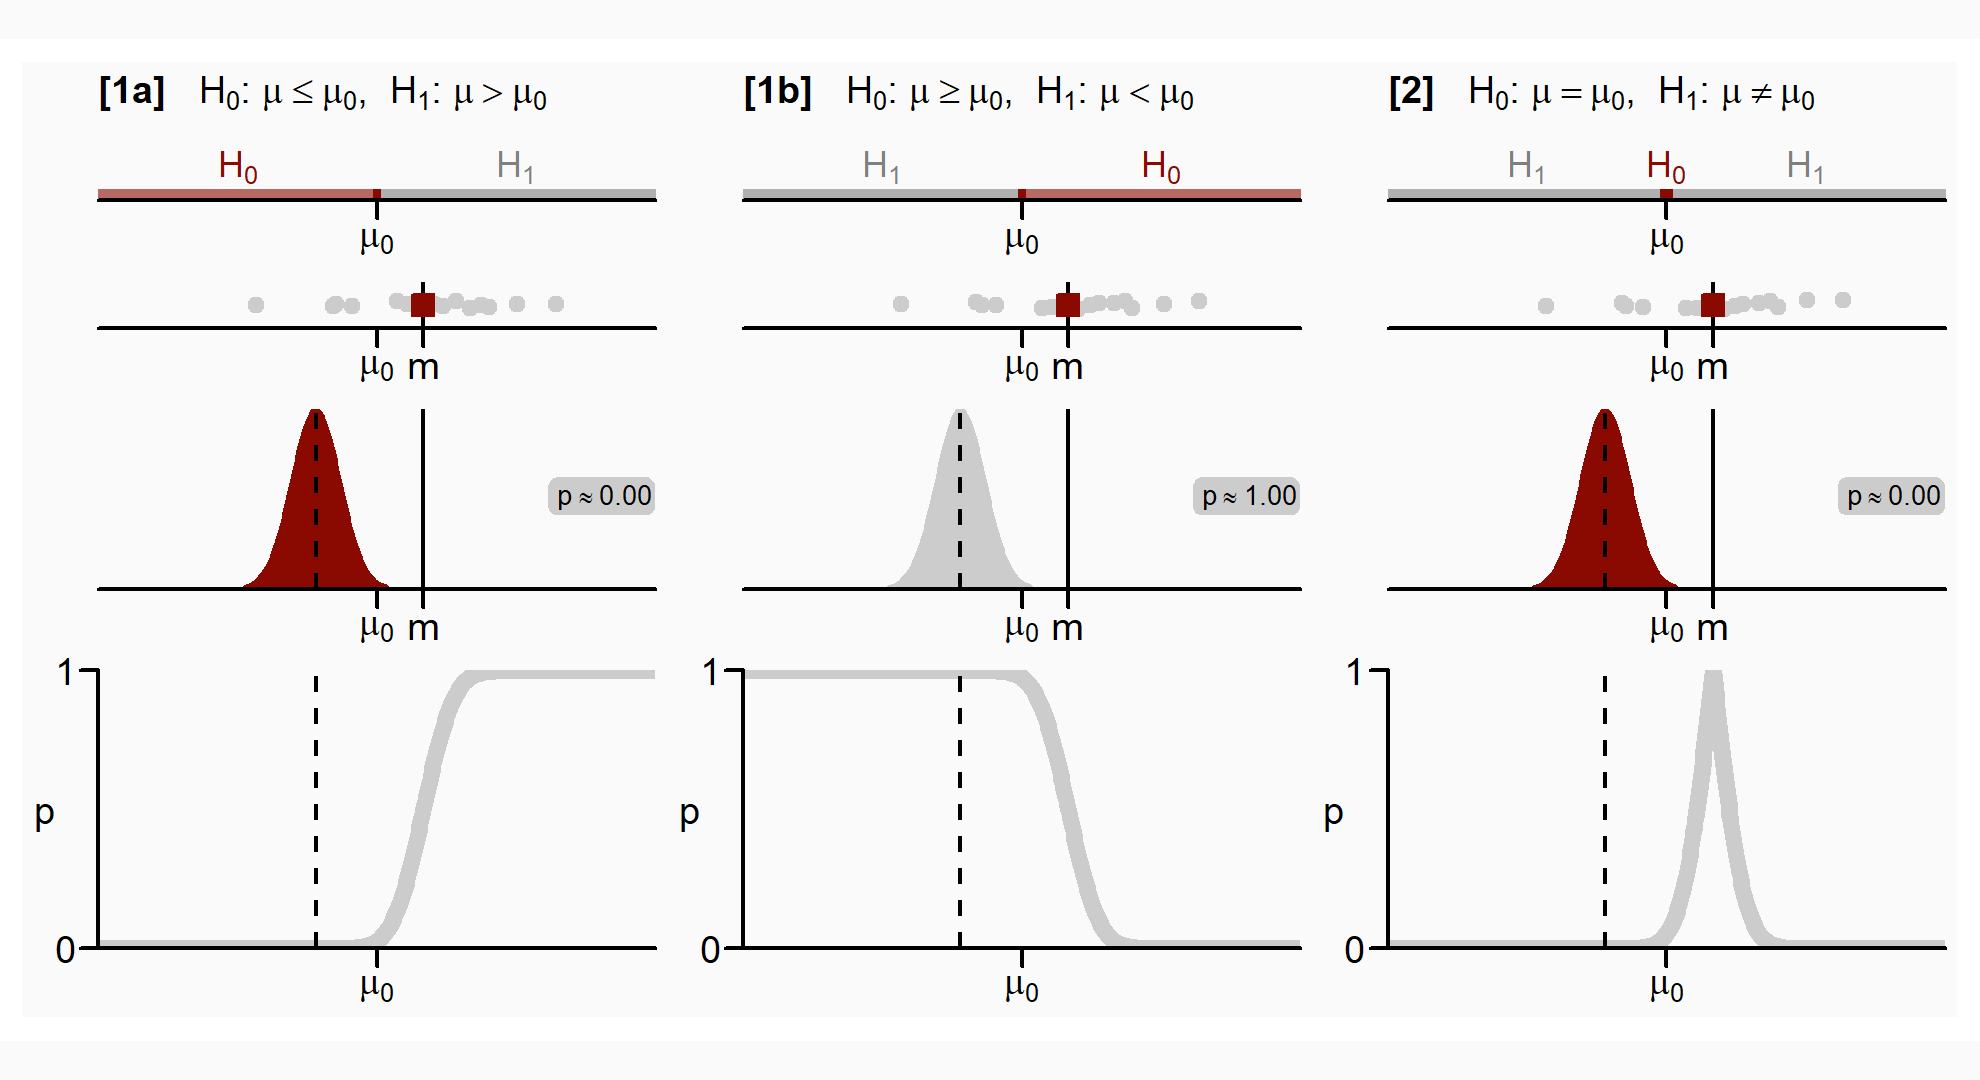 [1a] H₀: μ ≤ μ₀, H₁: μ > μ₀
H₀ H₁
μ₀
μ₀ m
p ≈ 0.00
μ₀ m
1
p
0
μ₀
[1b] H₀: μ ≥ μ₀, H₁: μ < μ₀
H₁ H₀
μ₀
μ₀ m
p ≈ 1.00
μ₀ m
1
p
0
μ₀
[2] H₀: μ = μ₀, H₁: μ ≠ μ₀
H₁ H₀ H₁
μ₀
μ₀ m
p ≈ 0.00
μ₀ m
1
p
0
μ₀